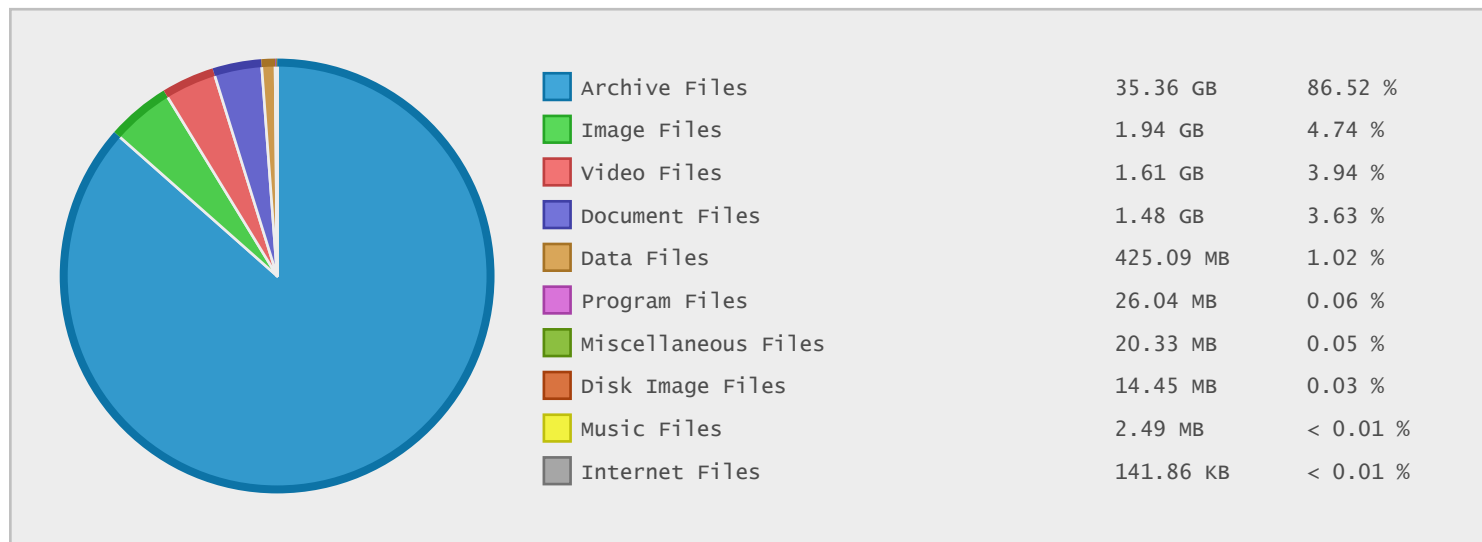 Archive Files 35.36 GB 86.52 %
Image Files 1.94 GB 4.74 %
Video Files 1.61 GB 3.94 %
Document Files 1.48 GB 3.63 %
Data Files 425.09 MB 1.02 %
Program Files 26.04 MB 0.06 %
Miscellaneous Files 20.33 MB 0.05 %
Disk Image Files 14.45 MB 0.03 %
Music Files 2.49 MB < 0.01 %
Internet Files 141.86 KB < 0.01 %